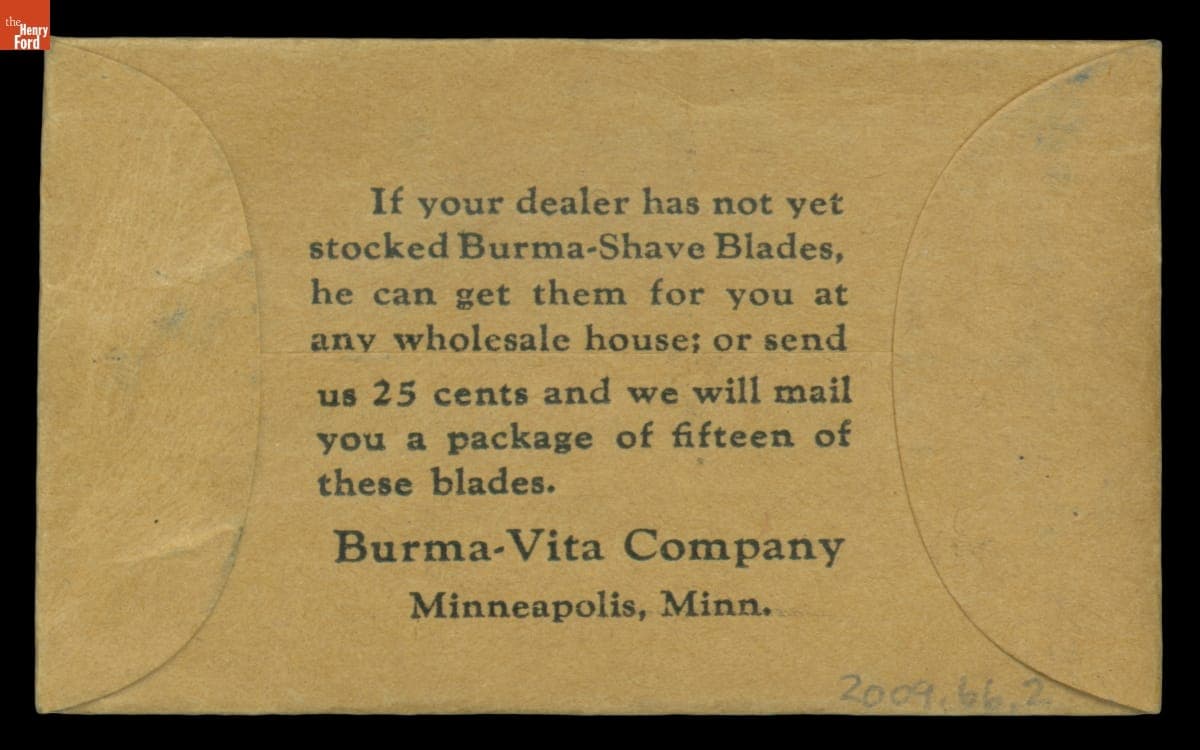 the
Henry
Ford
If your dealer has not yet
stocked Burma-Shave Blades,
he can get them for you at
any wholesale house; or send
us 25 cents and we will mail
you a package of fifteen of
these blades.
Burma-Vita Company
Minneapolis, Minn.
2009.66.2